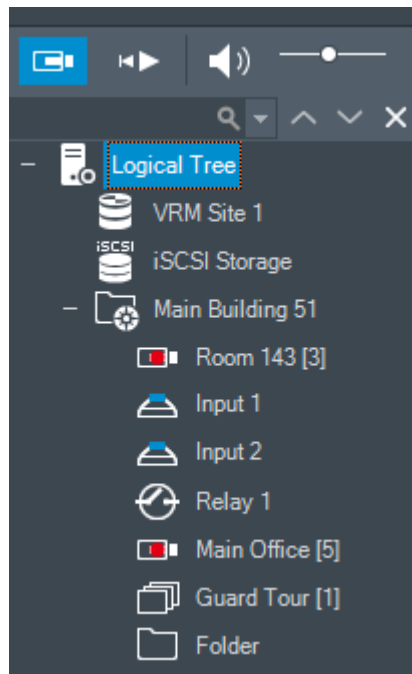 Logical Tree
VRM Site 1
iSCSI
iSCSI Storage
Main Building 51
Room 143 [3]
Input 1
Input 2
Relay 1
Main Office [5]
Guard Tour [1]
Folder